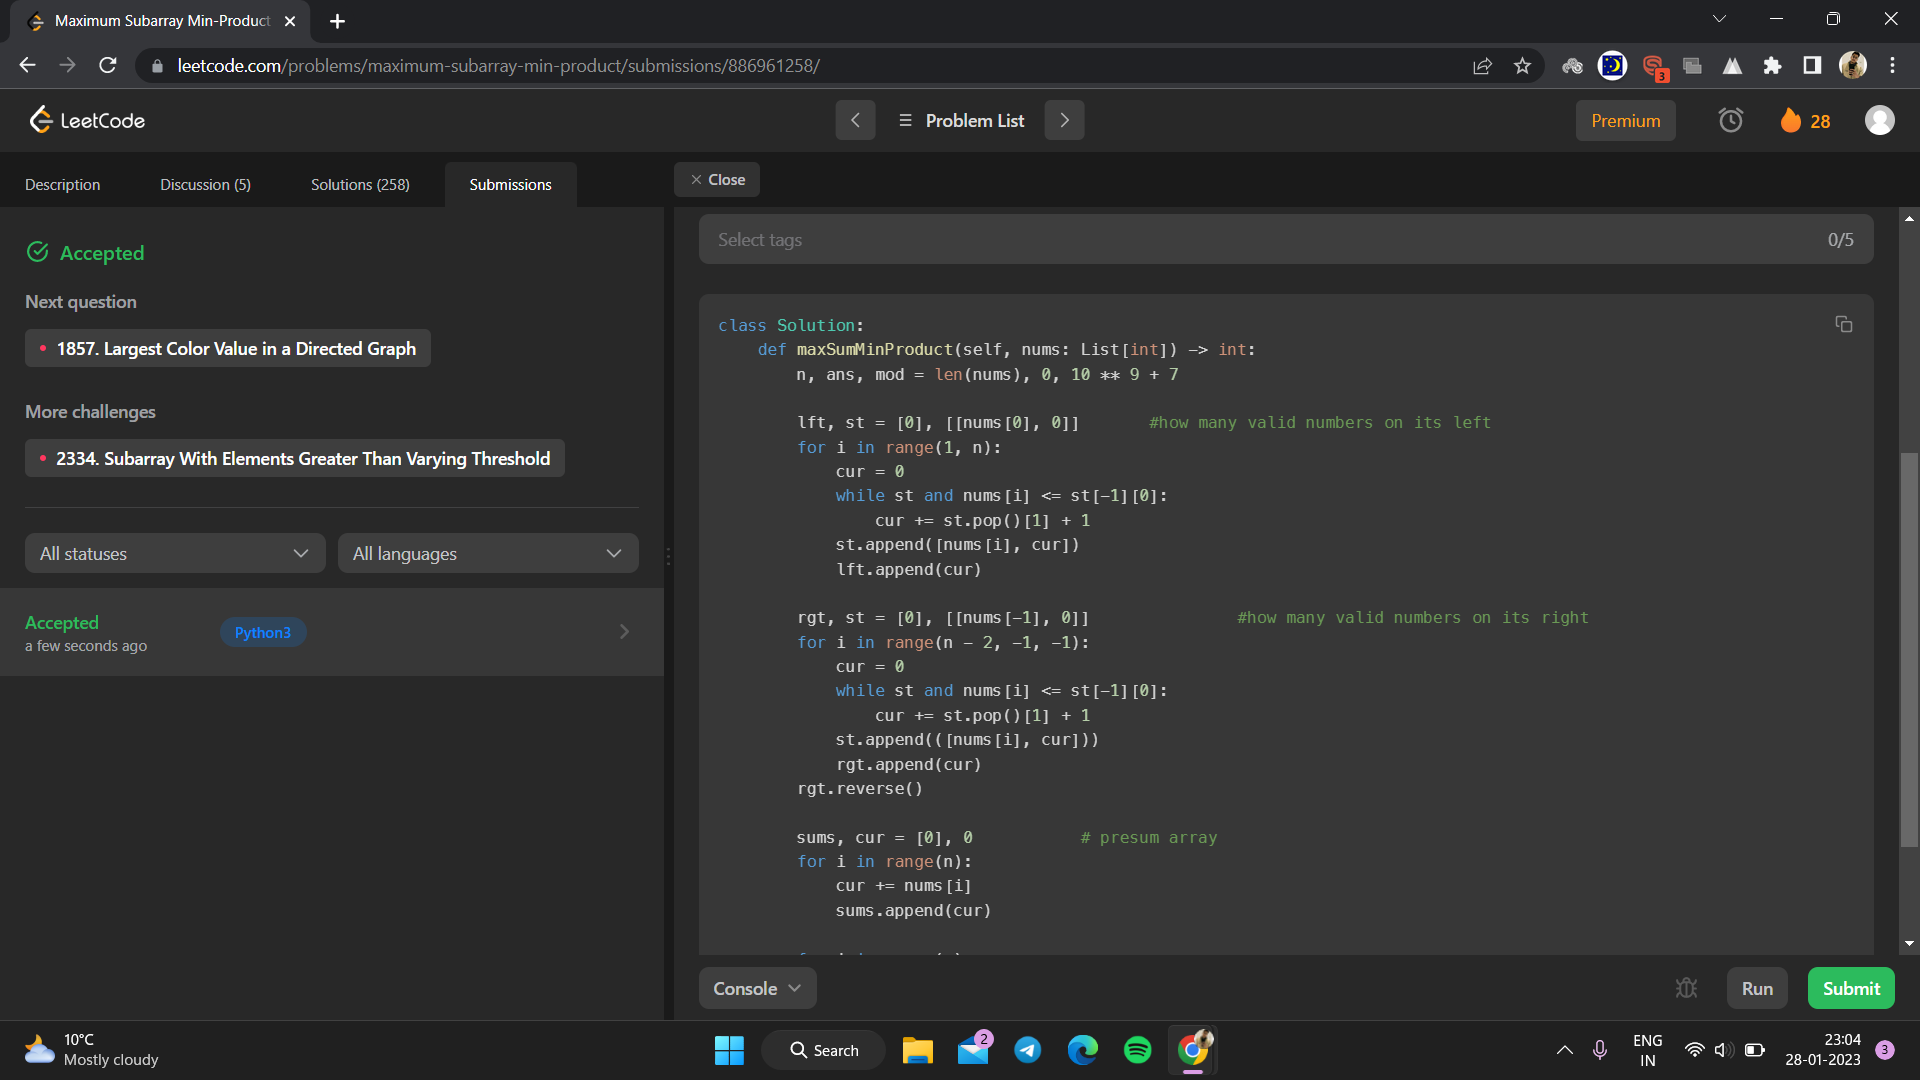 Maximum Subarray Min-Product
leetcode.com/problems/maximum-subarray-min-product/submissions/886961258/
3
LeetCode
Problem List
Premium
28
Description
Discussion (5)
Solutions (258)
Submissions
Close
Accepted
Next question
1857. Largest Color Value in a Directed Graph
More challenges
2334. Subarray With Elements Greater Than Varying Threshold
All statuses
All languages
Accepted
a few seconds ago
Python3
Select tags
0/5
class Solution:
def maxSumMinProduct(self, nums: List[int]) -> int:
n, ans, mod = len(nums), 0, 10 ** 9 + 7
lft, st = [0], [[nums[0], 0]] #how many valid numbers on its left
for i in range(1, n):
cur = 0
while st and nums[i] <= st[-1][0]:
cur += st.pop()[1] + 1
st.append([nums[i], cur])
lft.append(cur)
rgt, st = [0], [[nums[-1], 0]] #how many valid numbers on its right
for i in range(n - 2, -1, -1):
cur = 0
while st and nums[i] <= st[-1][0]:
cur += st.pop()[1] + 1
st.append(([nums[i], cur]))
rgt.append(cur)
rgt.reverse()
sums, cur = [0], 0 # presum array
for i in range(n):
cur += nums[i]
sums.append(cur)
Console
Run
Submit
10°C
Mostly cloudy
Search
2
ENG
IN
23:04
28-01-2023
3